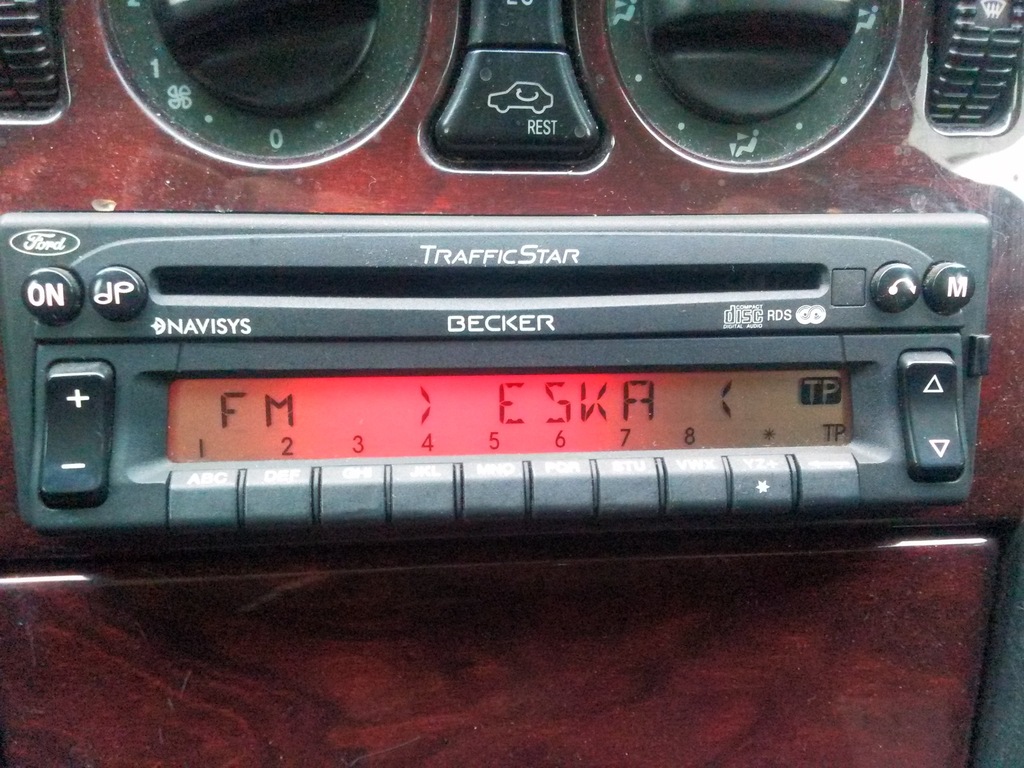 1
0
REST
Ford
TRAFFICSTAR
ON
M
NAVISYS
BECKER
COMPACT
disc
DIGITAL AUDIO
RDS
+
FM > ESKA < TP
1 2 3 4 5 6 7 8 * TP
−
ABC DEF GHI JKL MNO PQR STU VWX YZ+
*